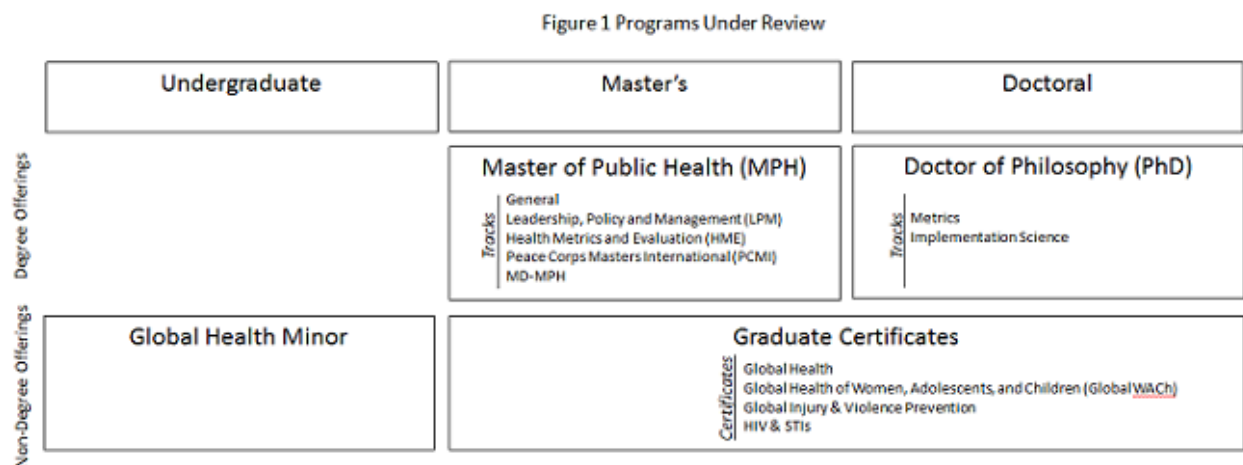 Figure 1 Programs Under Review
Undergraduate
Master's
Doctoral
Degree Offerings
Master of Public Health (MPH)
Tracks
General
Leadership, Policy and Management (LPM)
Health Metrics and Evaluation (HME)
Peace Corps Masters International (PCMI)
MD-MPH
Doctor of Philosophy (PhD)
Tracks
Metrics
Implementation Science
Non-Degree Offerings
Global Health Minor
Graduate Certificates
Certificates
Global Health
Global Health of Women, Adolescents, and Children (Global WACh)
Global Injury & Violence Prevention
HIV & STIs